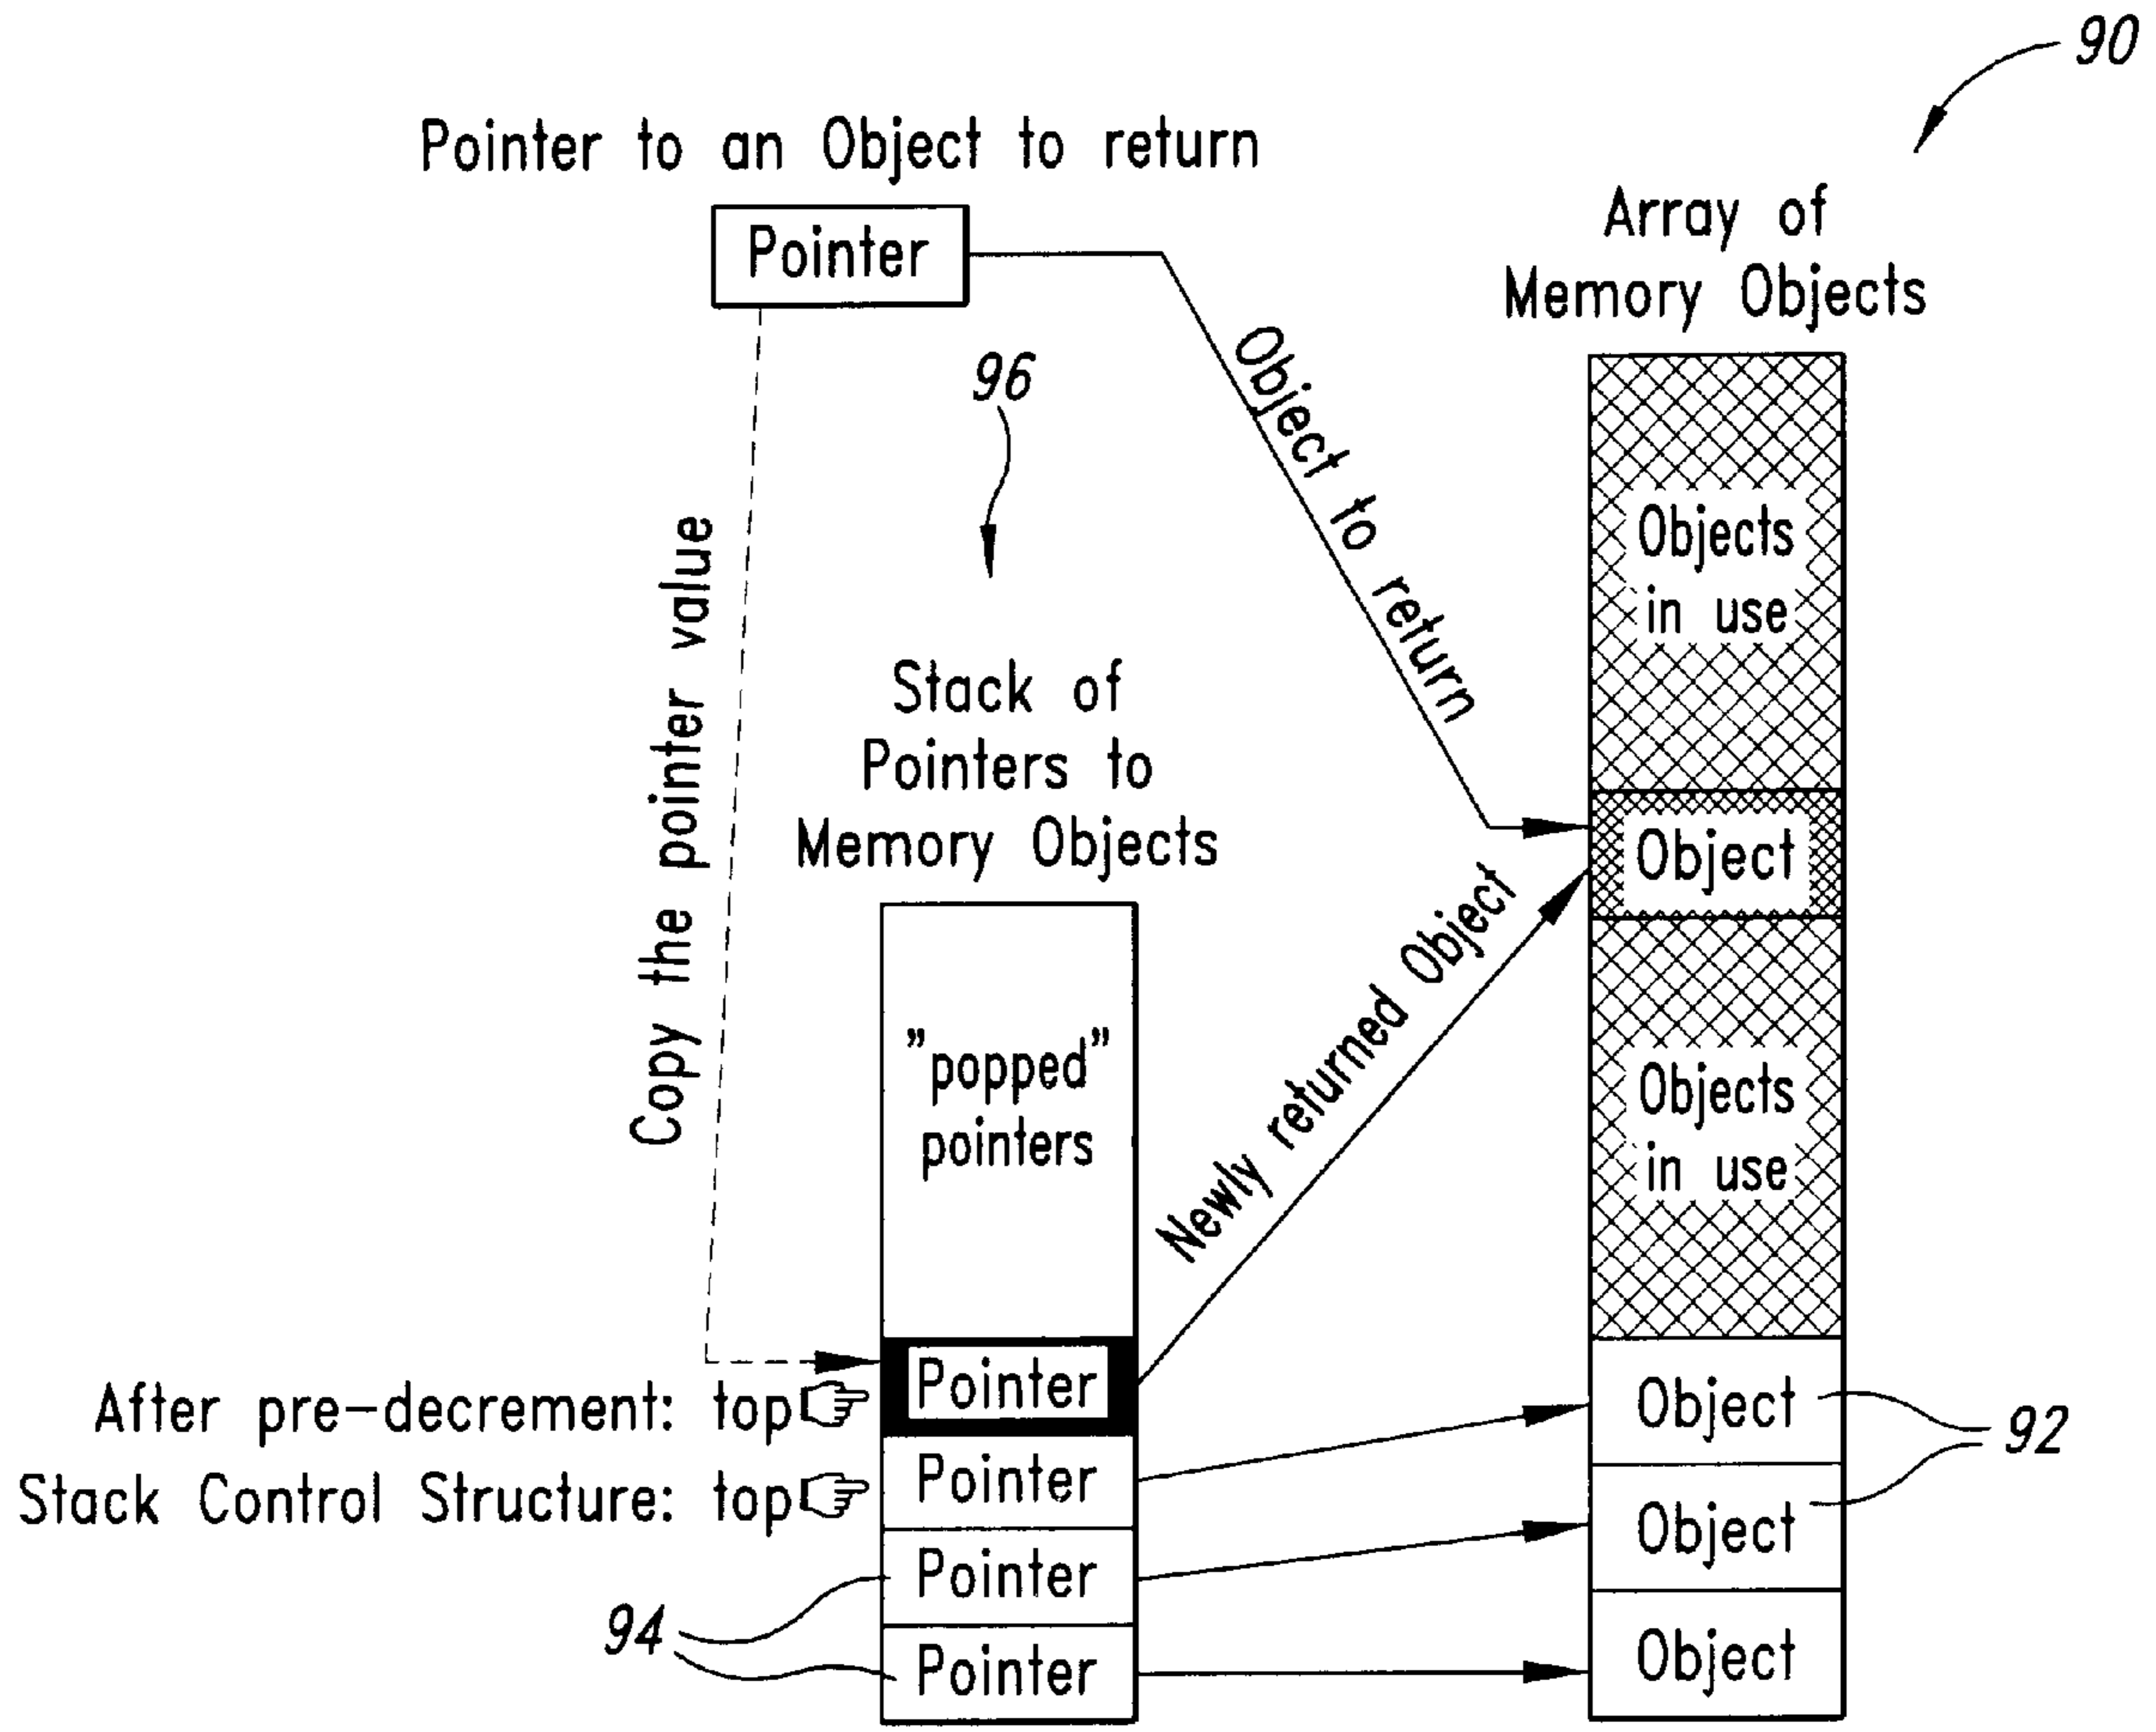 90
Pointer to an Object to return
Pointer
Array of
Memory Objects
96
Object to return
Copy the pointer value
Stack of
Pointers to
Memory Objects
Objects
in use
Object
Newly returned Object
"popped"
pointers
Objects
in use
Pointer
After pre-decrement: top
Object
92
Pointer
Stack Control Structure: top
Object
Pointer
94
Pointer
Object